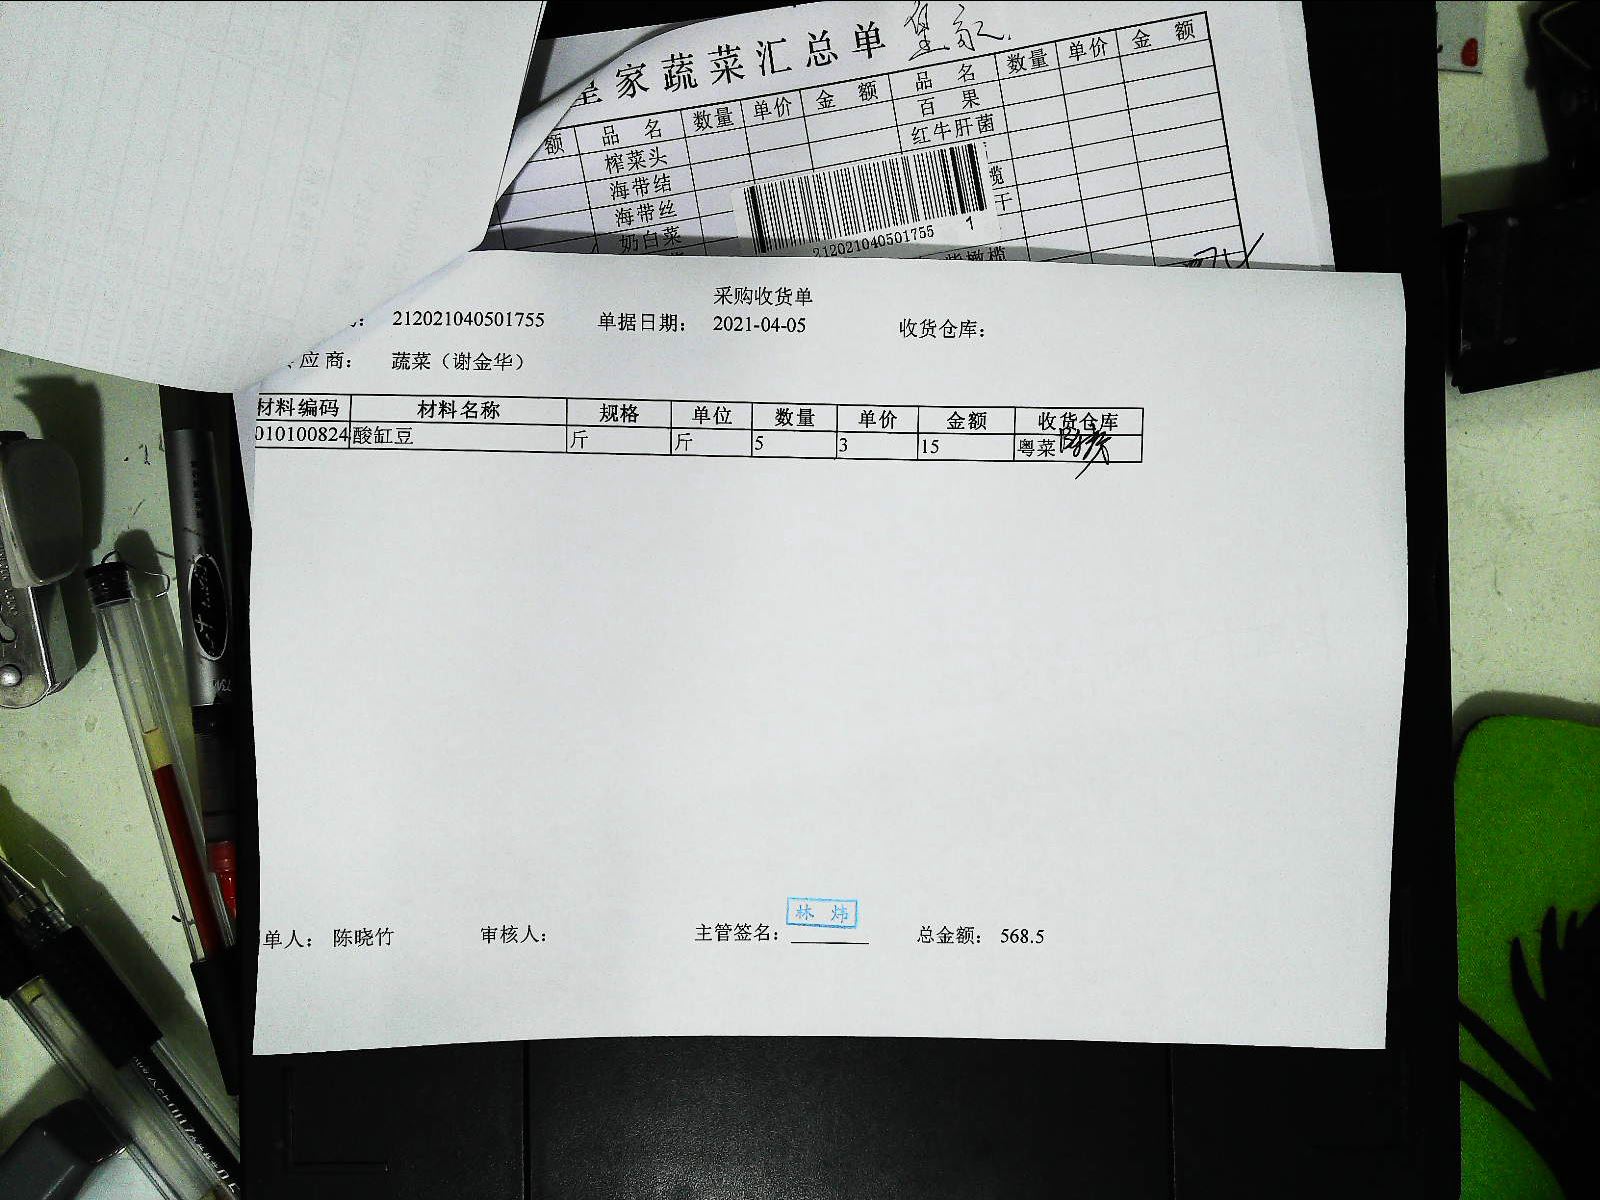 家蔬菜汇总单 皇家
额 品名 数量 单价 金额 品名 数量 单价 金额
榨菜头 百果
海带结 红牛肝菌
海带丝
奶白菜
212021040501755 1
采购收货单
212021040501755 单据日期： 2021-04-05 收货仓库：
应商： 蔬菜（谢金华）
材料编码 材料名称 规格 单位 数量 单价 金额 收货仓库
010100824 酸缸豆 斤 斤 5 3 15 粤菜
单人： 陈晓竹 审核人： 主管签名： 林炜 总金额： 568.5